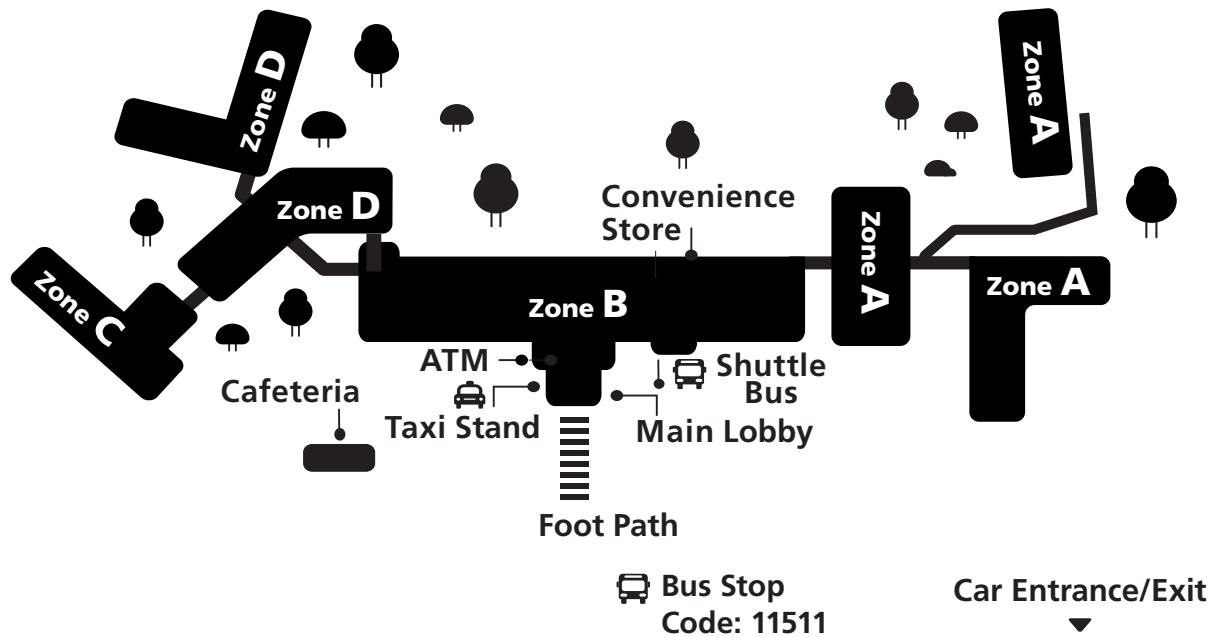 Zone D
Zone A
Zone D
Convenience
Store
Zone A
Zone A
Zone C
Zone B
ATM
Shuttle
Bus
Cafeteria
Taxi Stand
Main Lobby
Foot Path
Bus Stop
Code: 11511
Car Entrance/Exit